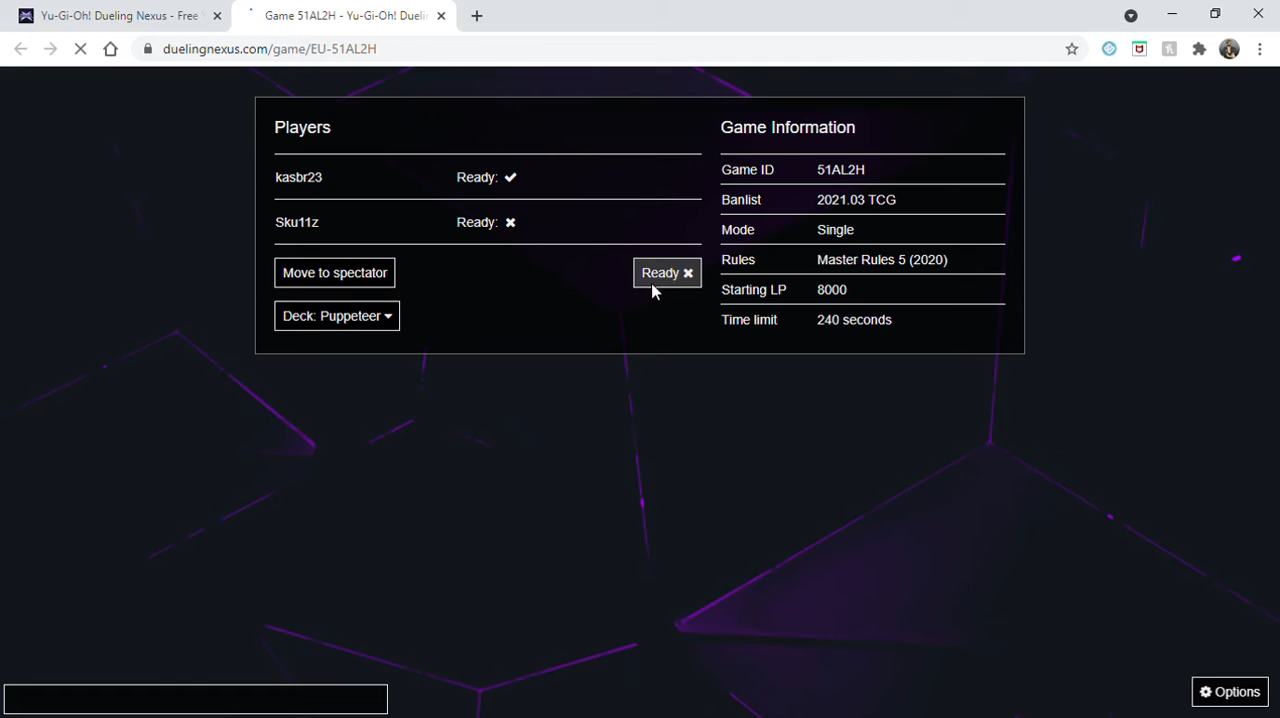 Yu-Gi-Oh! Dueling Nexus - Free
Game 51AL2H - Yu-Gi-Oh! Dueli
duelingnexus.com/game/EU-51AL2H
Players
kasbr23 Ready:
Sku11z Ready:
Move to spectator
Ready
Deck: Puppeteer
Game Information
Game ID 51AL2H
Banlist 2021.03 TCG
Mode Single
Rules Master Rules 5 (2020)
Starting LP 8000
Time limit 240 seconds
Options